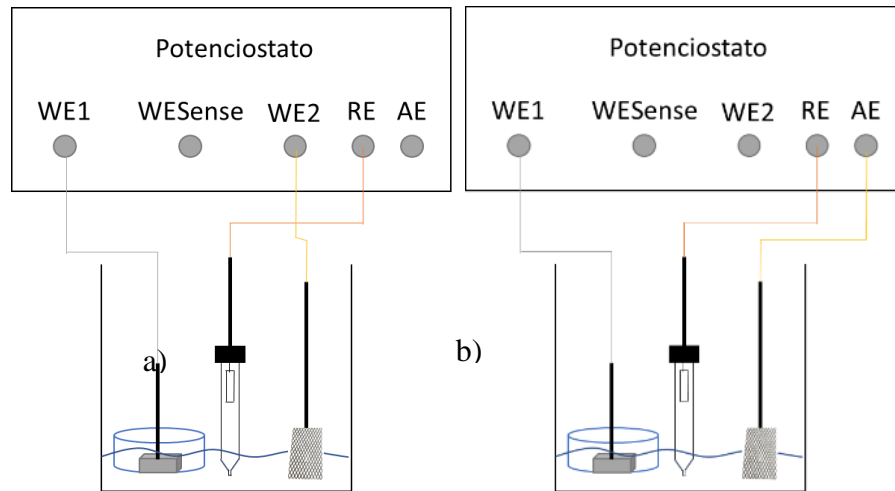 Potenciostato
WE1 WESense WE2 RE AE
a)
Potenciostato
WE1 WESense WE2 RE AE
b)